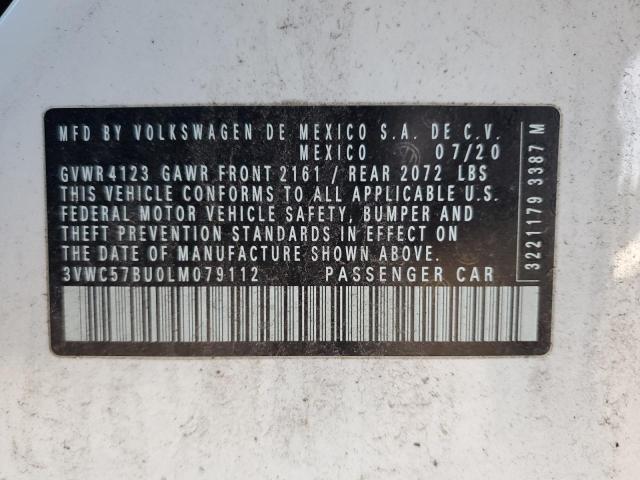 MFD BY VOLKSWAGEN DE MEXICO S.A. DE C.V.
MEXICO 07/20
GVWR4123 GAWR FRONT 2161 / REAR 2072 LBS
THIS VEHICLE CONFORMS TO ALL APPLICABLE U.S.
FEDERAL MOTOR VEHICLE SAFETY, BUMPER AND
THEFT PREVENTION STANDARDS IN EFFECT ON
THE DATE OF MANUFACTURE SHOWN ABOVE.
3VWC57BU0LM079112 PASSENGER CAR
3221179 3387 M